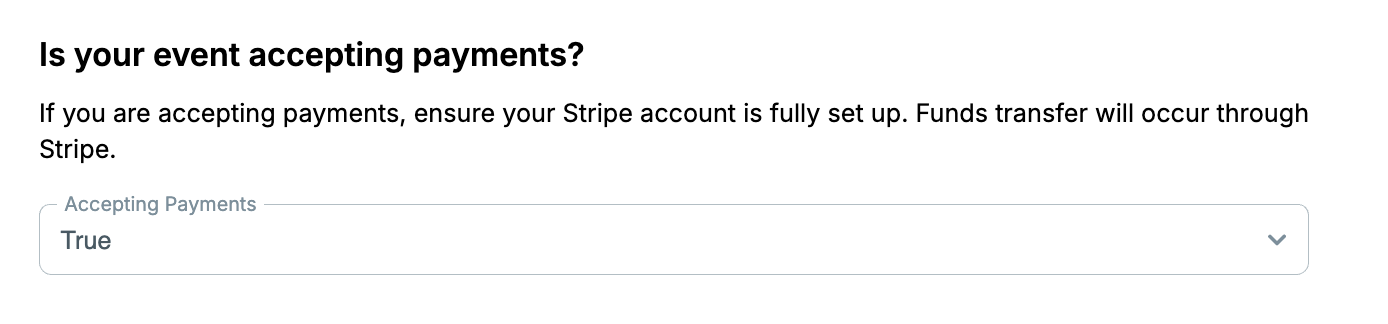 Is your event accepting payments?
If you are accepting payments, ensure your Stripe account is fully set up. Funds transfer will occur through
Stripe.
Accepting Payments
True